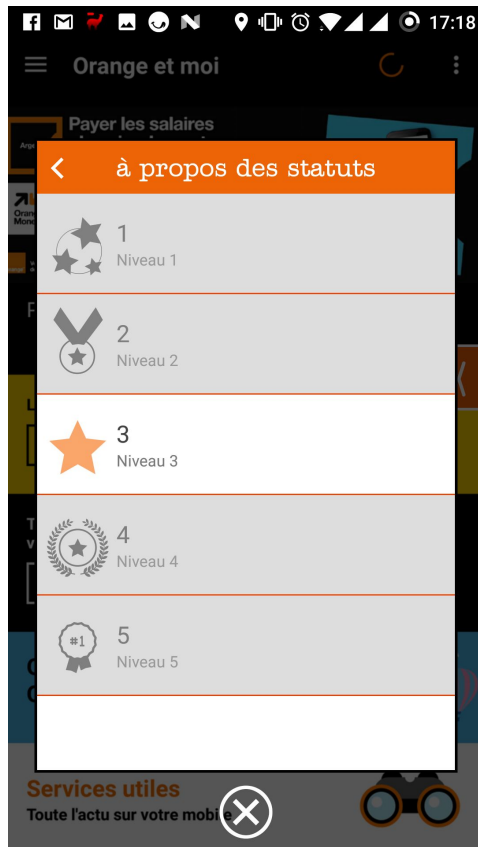 17:18
Orange et moi
Payer les salaires
à propos des statuts
1
Niveau 1
2
Niveau 2
3
Niveau 3
4
Niveau 4
#1
5
Niveau 5
Services utiles
Toute l'actu sur votre mobile